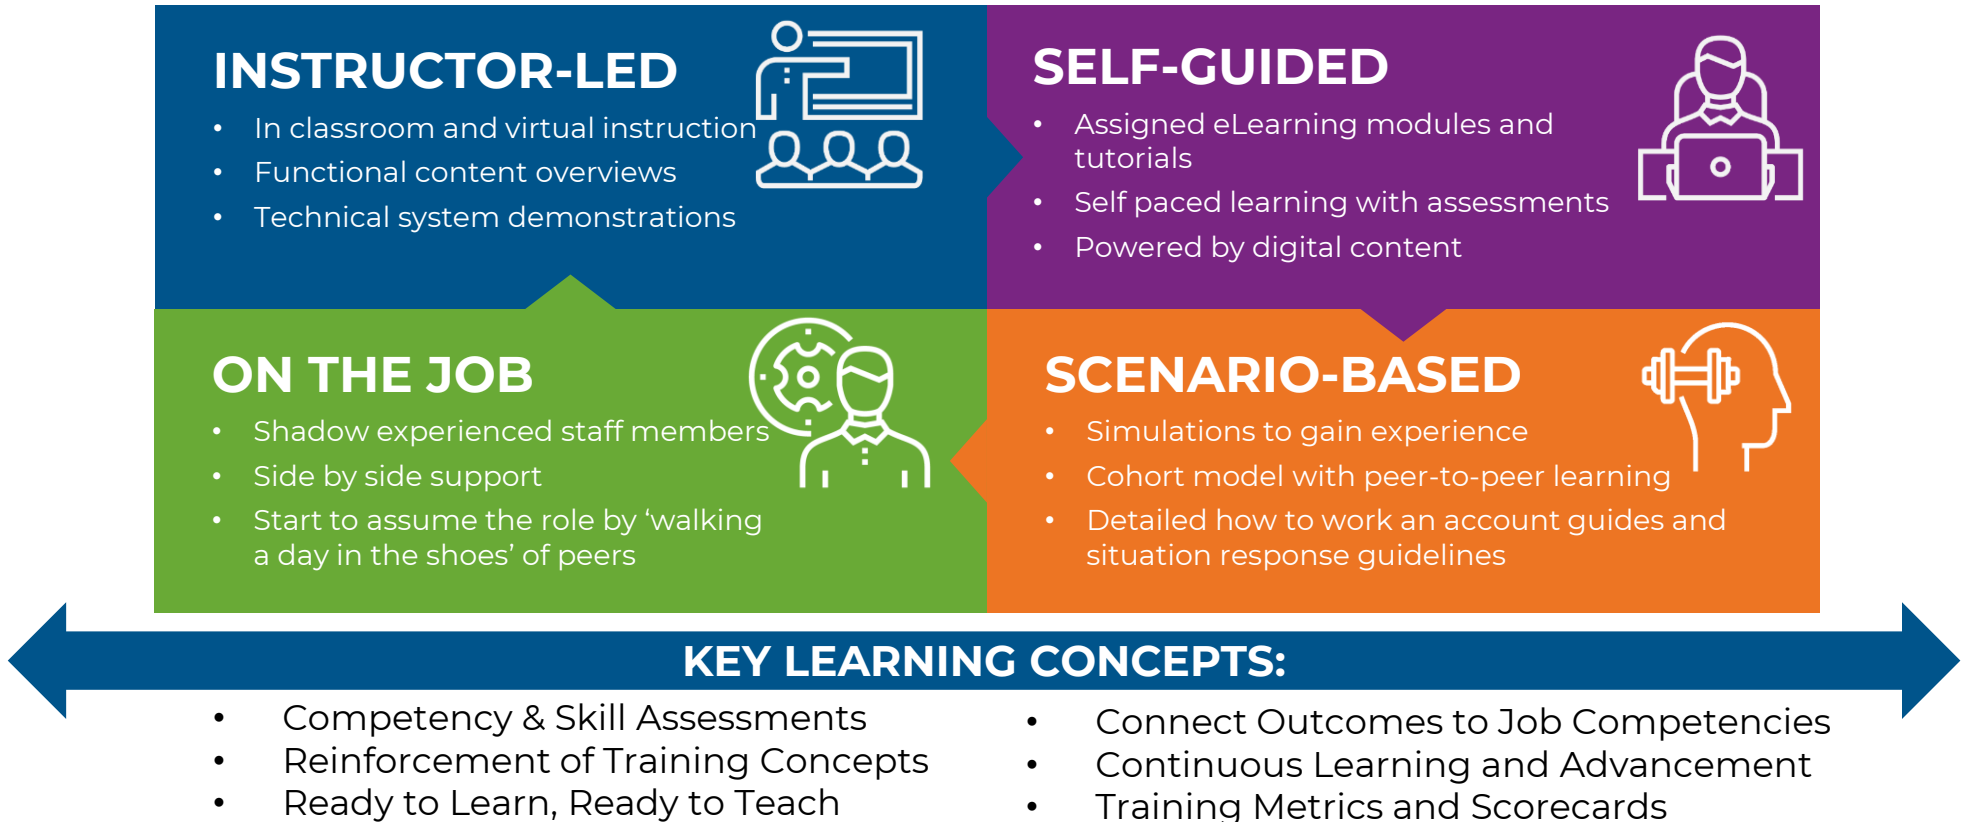 INSTRUCTOR-LED
• In classroom and virtual instruction
• Functional content overviews
• Technical system demonstrations
SELF-GUIDED
• Assigned eLearning modules and
tutorials
• Self paced learning with assessments
• Powered by digital content
ON THE JOB
• Shadow experienced staff members
• Side by side support
• Start to assume the role by ‘walking
a day in the shoes’ of peers
SCENARIO-BASED
• Simulations to gain experience
• Cohort model with peer-to-peer learning
• Detailed how to work an account guides and
situation response guidelines
KEY LEARNING CONCEPTS:
• Competency & Skill Assessments
• Reinforcement of Training Concepts
• Ready to Learn, Ready to Teach
• Connect Outcomes to Job Competencies
• Continuous Learning and Advancement
• Training Metrics and Scorecards